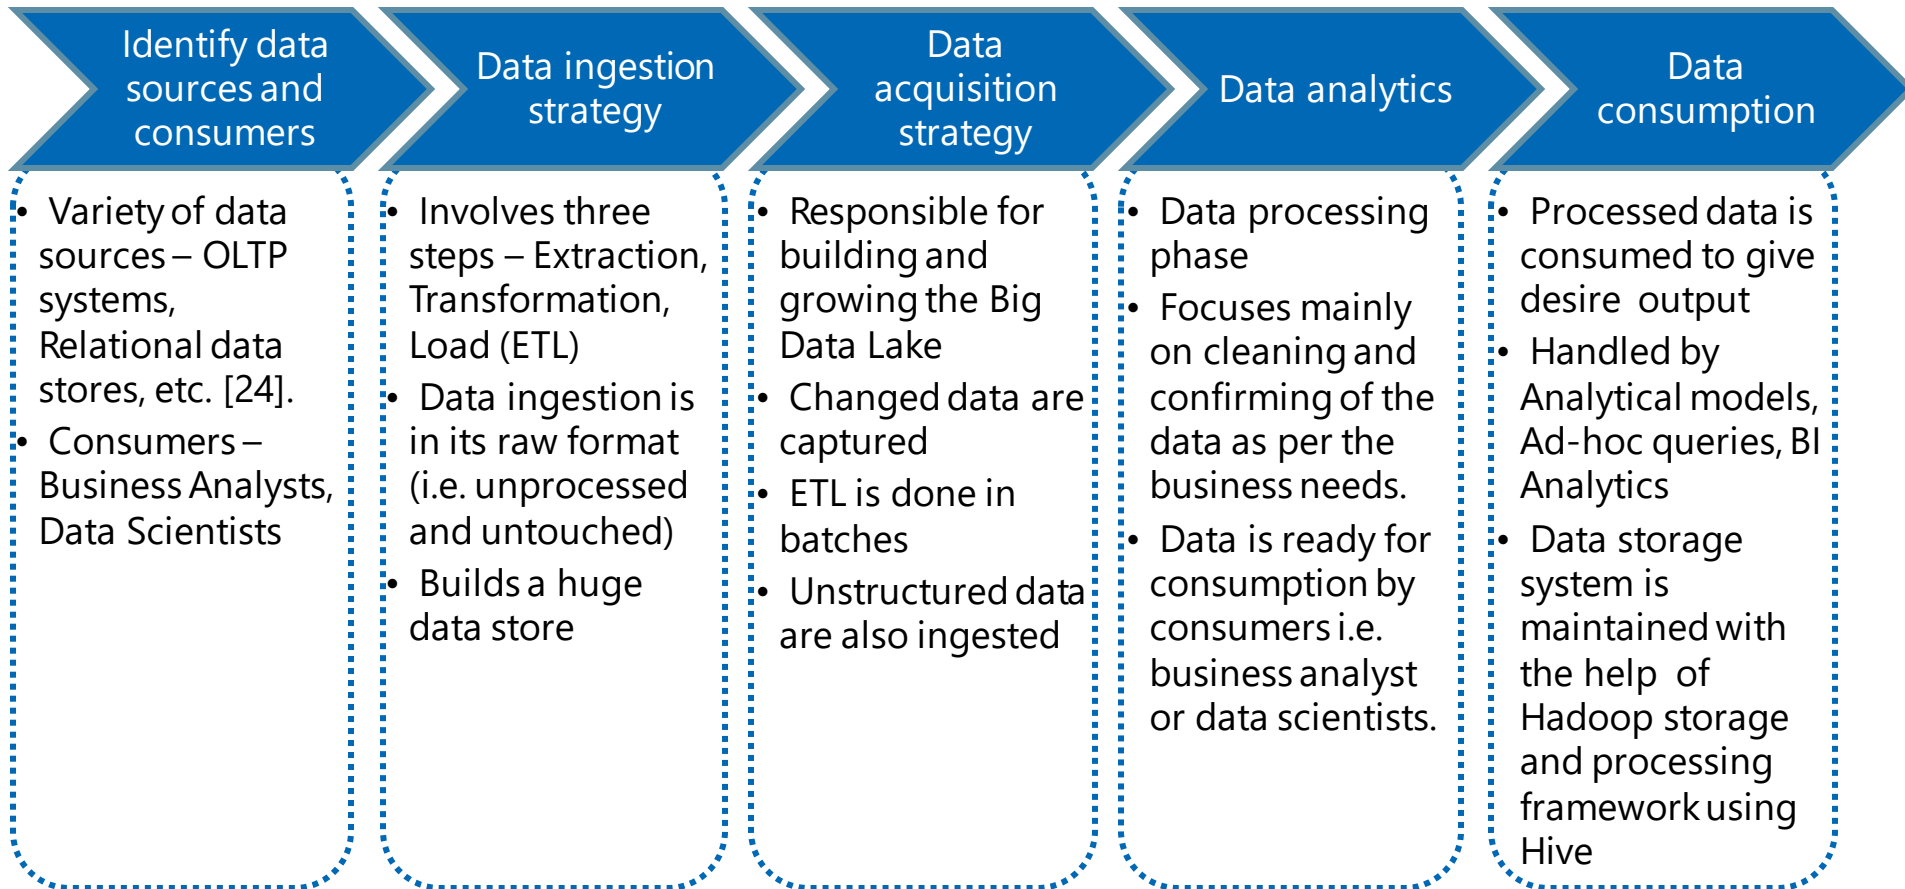 Identify data
sources and
consumers
• Variety of data
sources – OLTP
systems,
Relational data
stores, etc. [24].
• Consumers –
Business Analysts,
Data Scientists
Data ingestion
strategy
• Involves three
steps – Extraction,
Transformation,
Load (ETL)
• Data ingestion is
in its raw format
(i.e. unprocessed
and untouched)
• Builds a huge
data store
Data
acquisition
strategy
• Responsible for
building and
growing the Big
Data Lake
• Changed data are
captured
• ETL is done in
batches
• Unstructured data
are also ingested
Data analytics
• Data processing
phase
• Focuses mainly
on cleaning and
confirming of the
data as per the
business needs.
• Data is ready for
consumption by
consumers i.e.
business analyst
or data scientists.
Data
consumption
• Processed data is
consumed to give
desire output
• Handled by
Analytical models,
Ad-hoc queries, BI
Analytics
• Data storage
system is
maintained with
the help of
Hadoop storage
and processing
framework using
Hive